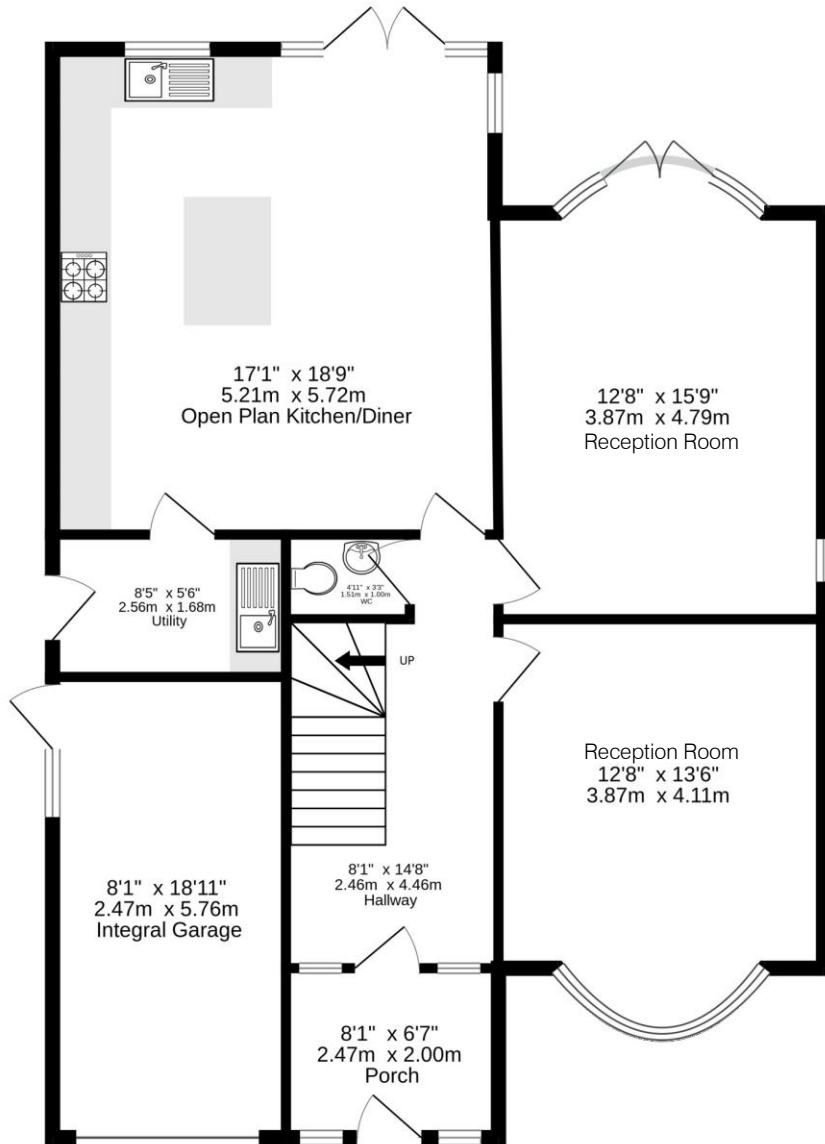 17'1" x 18'9"
5.21m x 5.72m
Open Plan Kitchen/Diner
12'8" x 15'9"
3.87m x 4.79m
Reception Room
8'5" x 5'6"
2.56m x 1.68m
Utility
4'11" x 3'3"
1.51m x 1.00m
WC
UP
Reception Room
12'8" x 13'6"
3.87m x 4.11m
8'1" x 14'8"
2.46m x 4.46m
Hallway
8'1" x 18'11"
2.47m x 5.76m
Integral Garage
8'1" x 6'7"
2.47m x 2.00m
Porch